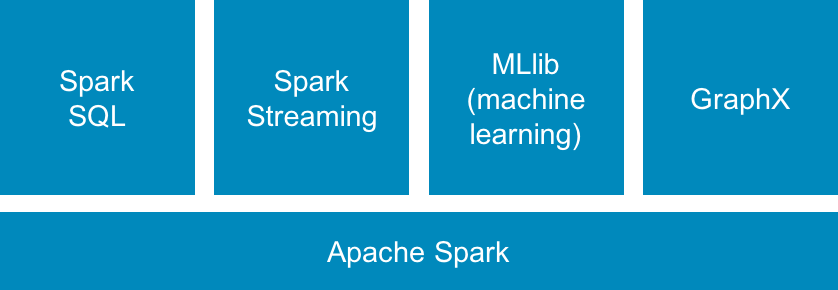 Spark
SQL
Spark
Streaming
MLlib
(machine
learning)
GraphX
Apache Spark